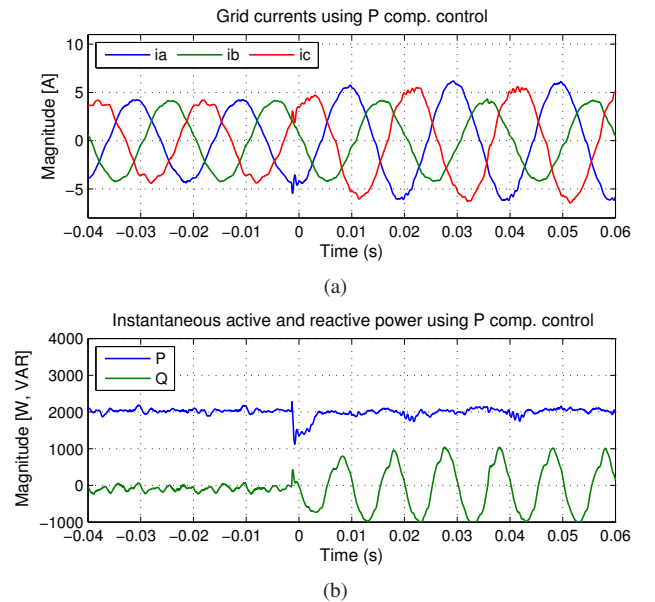 Grid currents using P comp. control
ia ib ic
Magnitude [A]
10
5
0
−5
−0.04 −0.03 −0.02 −0.01 0 0.01 0.02 0.03 0.04 0.05 0.06
Time (s)
(a)
Instantaneous active and reactive power using P comp. control
P
Q
Magnitude [W, VAR]
4000
3000
2000
1000
0
−1000
−0.04 −0.03 −0.02 −0.01 0 0.01 0.02 0.03 0.04 0.05 0.06
Time (s)
(b)